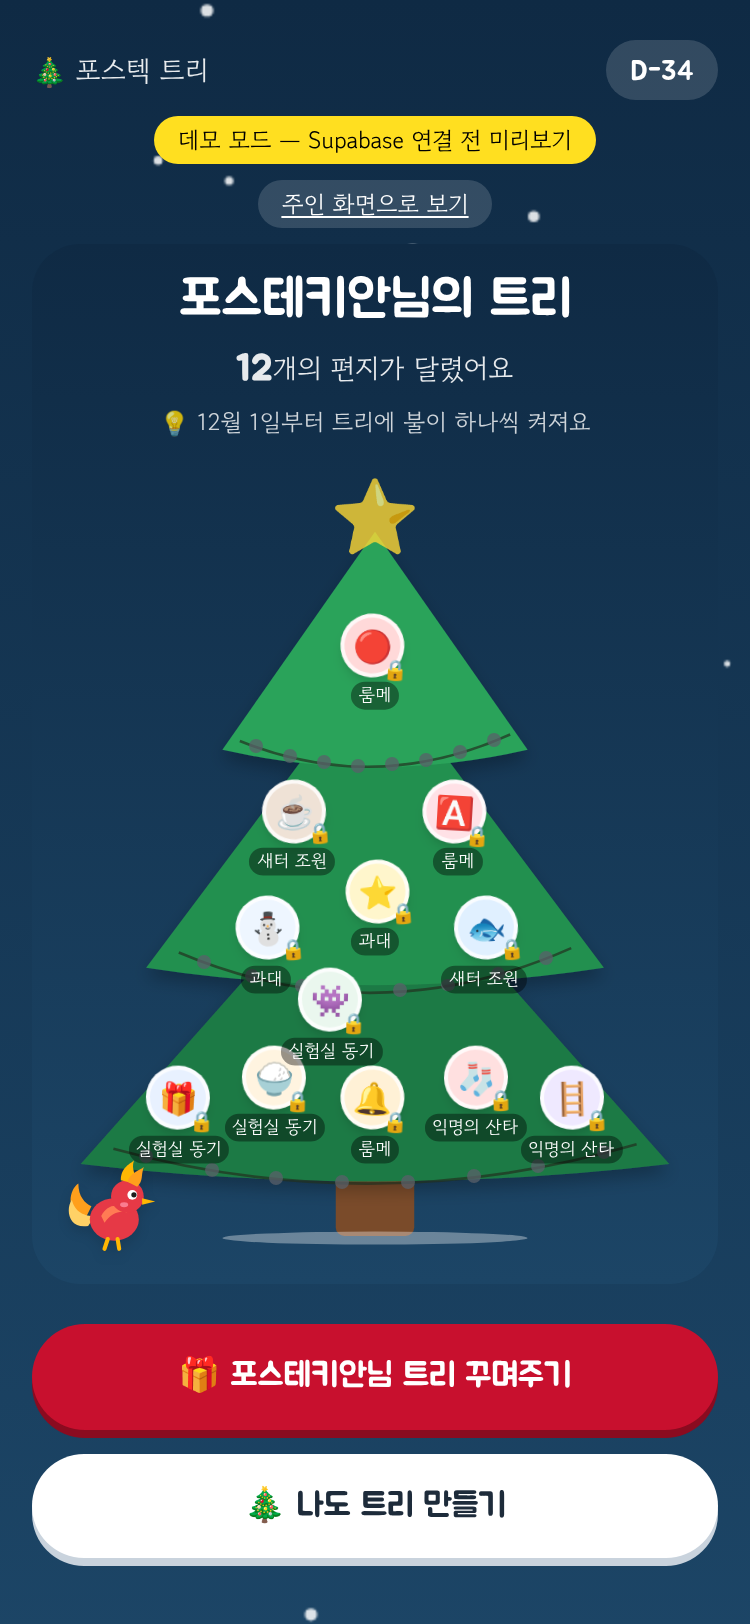 포스텍 트리
D-34
데모 모드 — Supabase 연결 전 미리보기
주인 화면으로 보기
포스테키안님의 트리
12개의 편지가 달렸어요
12월 1일부터 트리에 불이 하나씩 켜져요
룸메
A
새터 조원
룸메
과대
과대
새터 조원
실험실 동기
실험실 동기
익명의 산타
실험실 동기
룸메
익명의 산타
포스테키안님 트리 꾸며주기
나도 트리 만들기